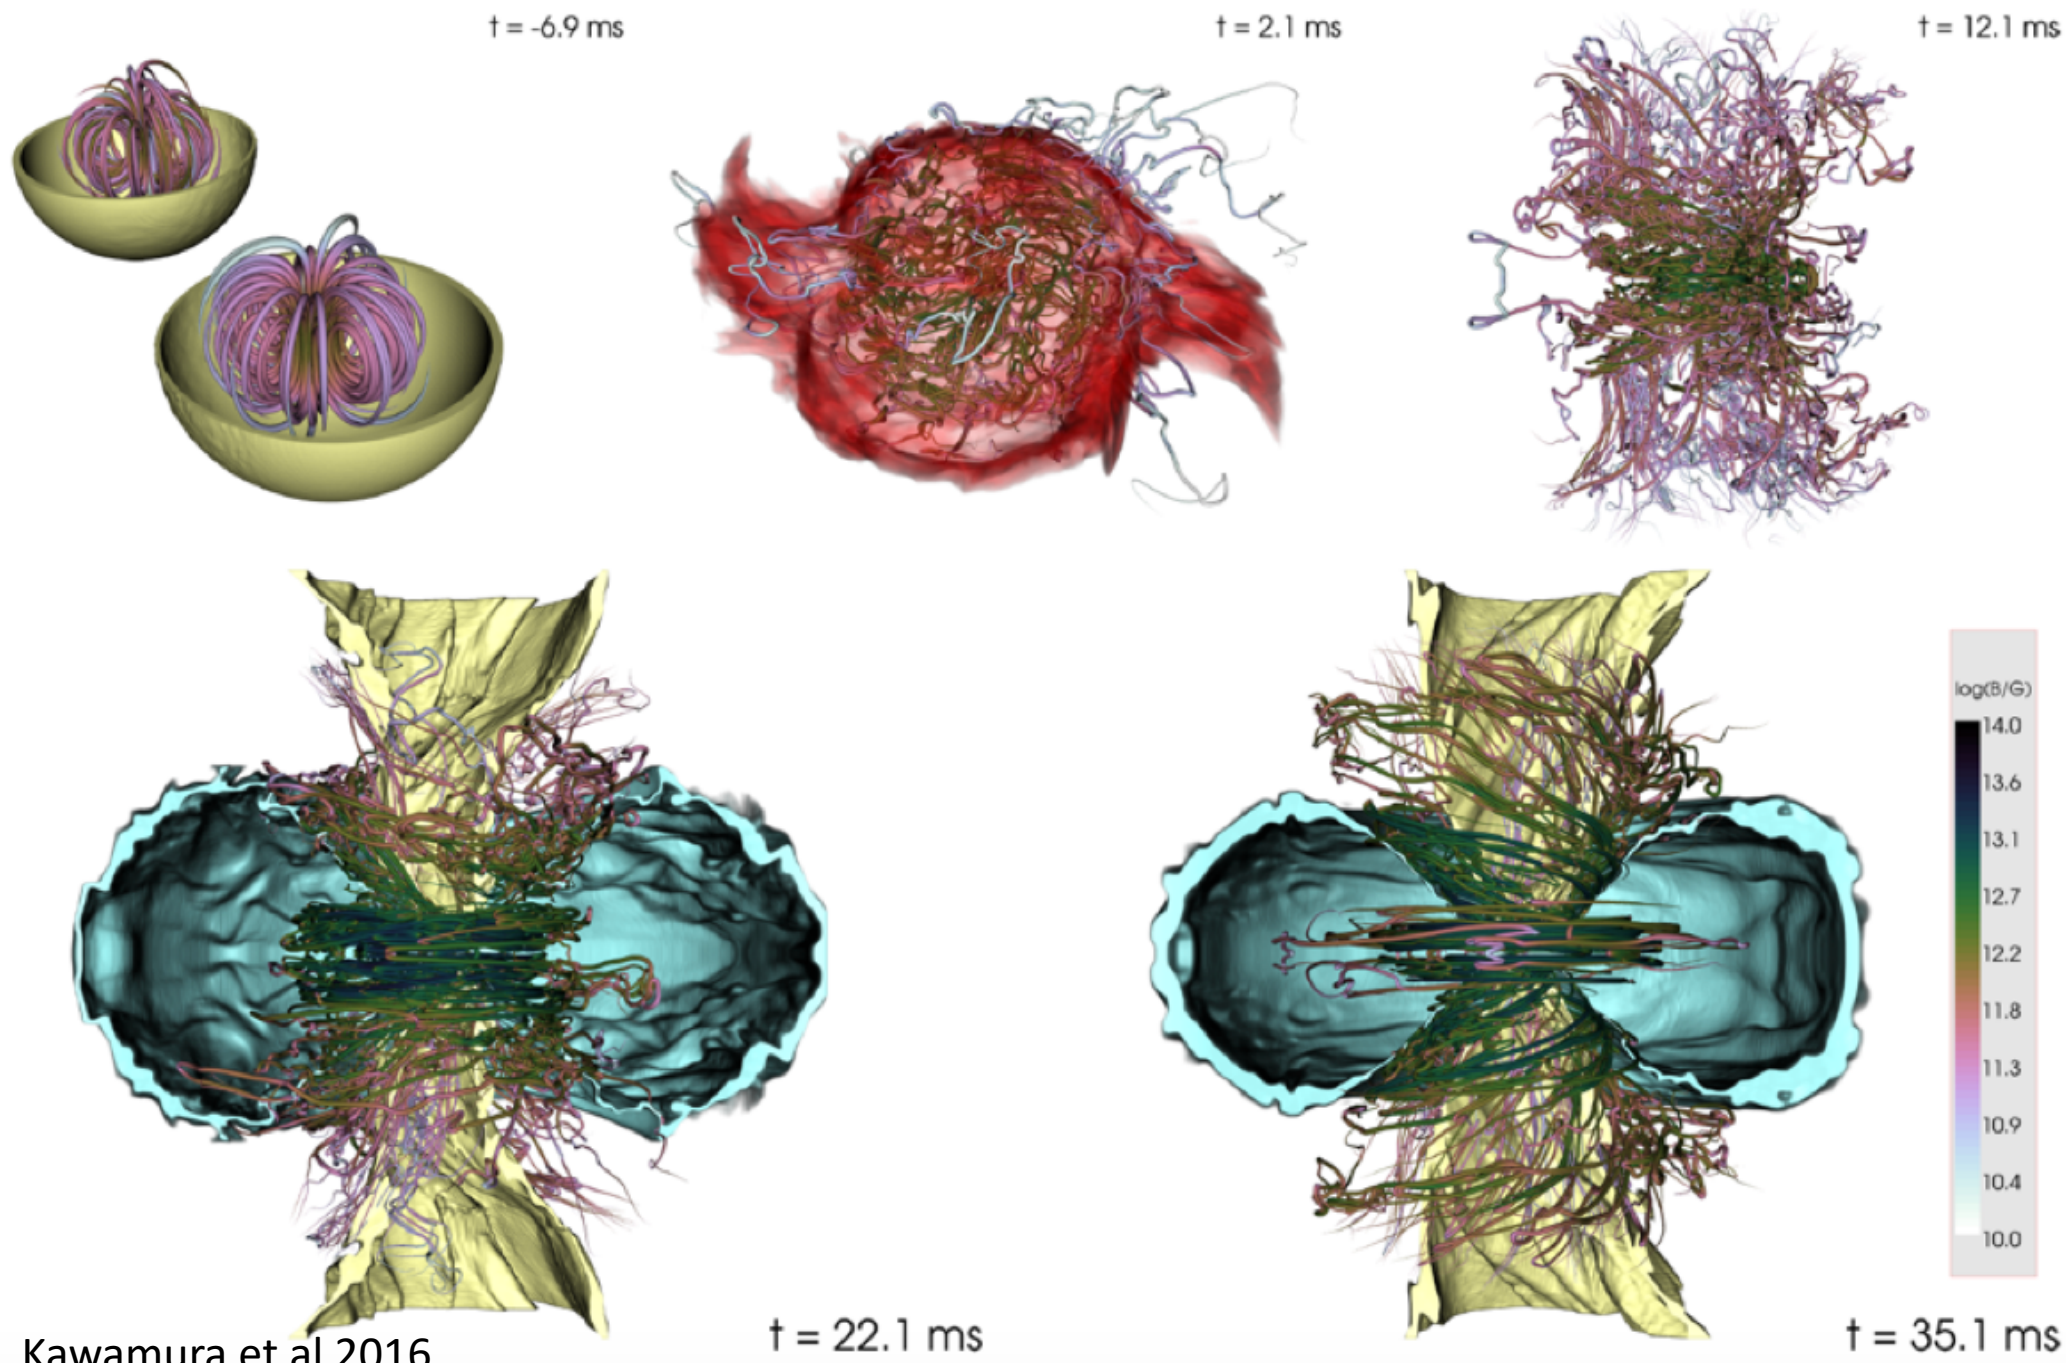 t = -6.9 ms
t = 2.1 ms
t = 12.1 ms
log(B/G)
14.0
13.6
13.1
12.7
12.2
11.8
11.3
10.9
10.4
10.0
t = 22.1 ms
t = 35.1 ms
Kawamura et al 2016